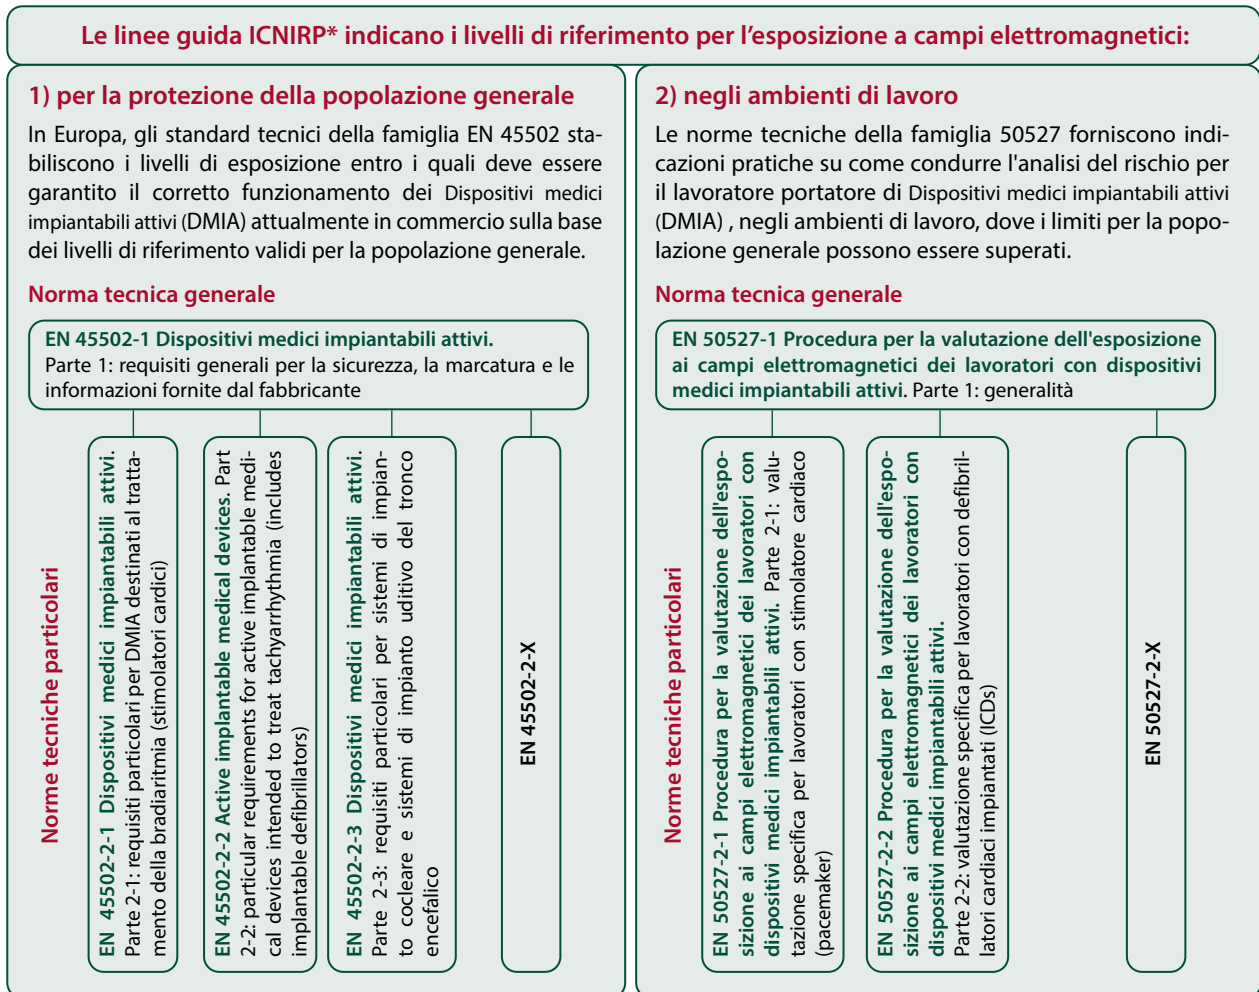 Le linee guida ICNIRP* indicano i livelli di riferimento per l'esposizione a campi elettromagnetici:
1) per la protezione della popolazione generale
In Europa, gli standard tecnici della famiglia EN 45502 sta-
biliscono i livelli di esposizione entro i quali deve essere
garantito il corretto funzionamento dei Dispositivi medici
impiantabili attivi (DMIA) attualmente in commercio sulla base
dei livelli di riferimento validi per la popolazione generale.
Norma tecnica generale
EN 45502-1 Dispositivi medici impiantabili attivi.
Parte 1: requisiti generali per la sicurezza, la marcatura e le
informazioni fornite dal fabbricante
Norme tecniche particolari
EN 45502-2-1 Dispositivi medici impiantabili attivi.
Parte 2-1: requisiti particolari per DMIA destinati al tratta-
mento della bradiaritmia (stimolatori cardici)
EN 45502-2-2 Active implantable medical devices. Part
2-2: particular requirements for active implantable medi-
cal devices intended to treat tachyarrhythmia (includes
implantable defibrillators)
EN 45502-2-3 Dispositivi medici impiantabili attivi.
Parte 2-3: requisiti particolari per sistemi di impian-
to cocleare e sistemi di impianto uditivo del tronco
encefalico
EN 45502-2-X
2) negli ambienti di lavoro
Le norme tecniche della famiglia 50527 forniscono indi-
cazioni pratiche su come condurre l'analisi del rischio per
il lavoratore portatore di Dispositivi medici impiantabili attivi
(DMIA) , negli ambienti di lavoro, dove i limiti per la popo-
lazione generale possono essere superati.
Norma tecnica generale
EN 50527-1 Procedura per la valutazione dell'esposizione
ai campi elettromagnetici dei lavoratori con dispositivi
medici impiantabili attivi. Parte 1: generalità
Norme tecniche particolari
EN 50527-2-1 Procedura per la valutazione dell'espo-
sizione ai campi elettromagnetici dei lavoratori con
dispositivi medici impiantabili attivi. Parte 2-1: valu-
tazione specifica per lavoratori con stimolatore cardiaco
(pacemaker)
EN 50527-2-2 Procedura per la valutazione dell'espo-
sizione ai campi elettromagnetici dei lavoratori con
dispositivi medici impiantabili attivi.
Parte 2-2: valutazione specifica per lavoratori con defibril-
latori cardiaci impiantati (ICDs)
EN 50527-2-X